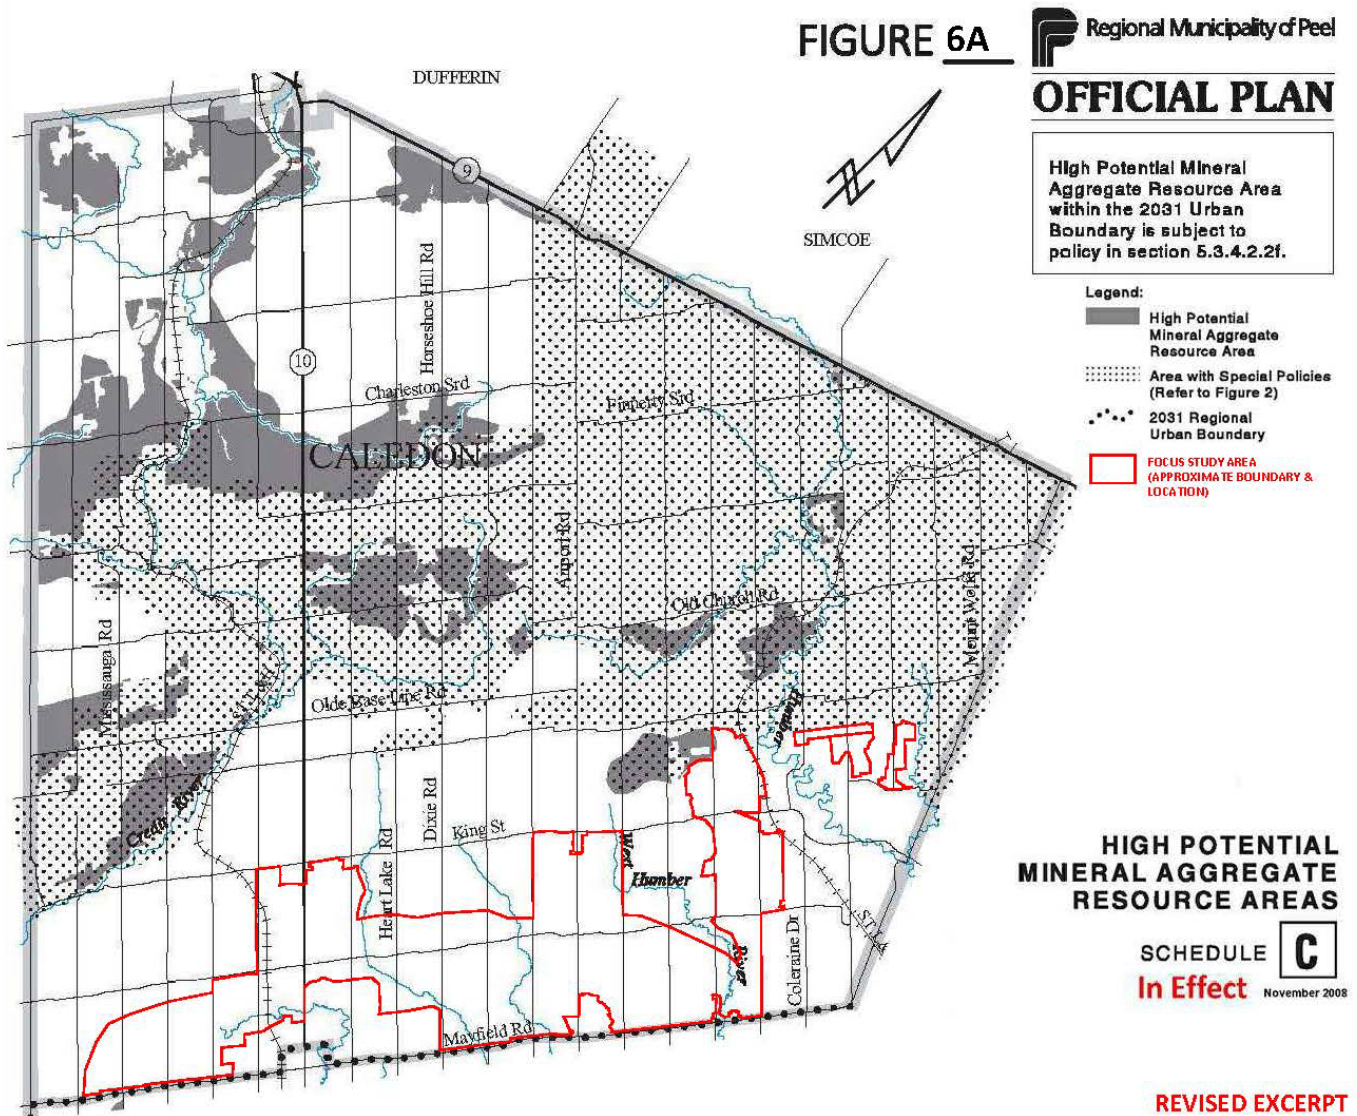 FIGURE 6A
Regional Municipality of Peel
OFFICIAL PLAN
High Potential Mineral
Aggregate Resource Area
within the 2031 Urban
Boundary is subject to
policy in section 5.3.4.2.2f.
Legend:
High Potential
Mineral Aggregate
Resource Area
Area with Special Policies
(Refer to Figure 2)
2031 Regional
Urban Boundary
FOCUS STUDY AREA
(APPROXIMATE BOUNDARY &
LOCATION)
DUFFERIN
9
SIMCOE
N
Horseshoe Hill Rd
10
Charleston Srd
Finnerty Srd
CALEDON
Airport Rd
Old Church Rd
Mount Wolfe Rd
Mississauga Rd
ST.L&H
Olde Base Line Rd
Humber
Credit River
Dixie Rd
King St
Heart Lake Rd
West
Humber
River
Coleraine Dr
ST.L&H
Mayfield Rd
HIGH POTENTIAL
MINERAL AGGREGATE
RESOURCE AREAS
SCHEDULE C
In Effect November 2008
REVISED EXCERPT